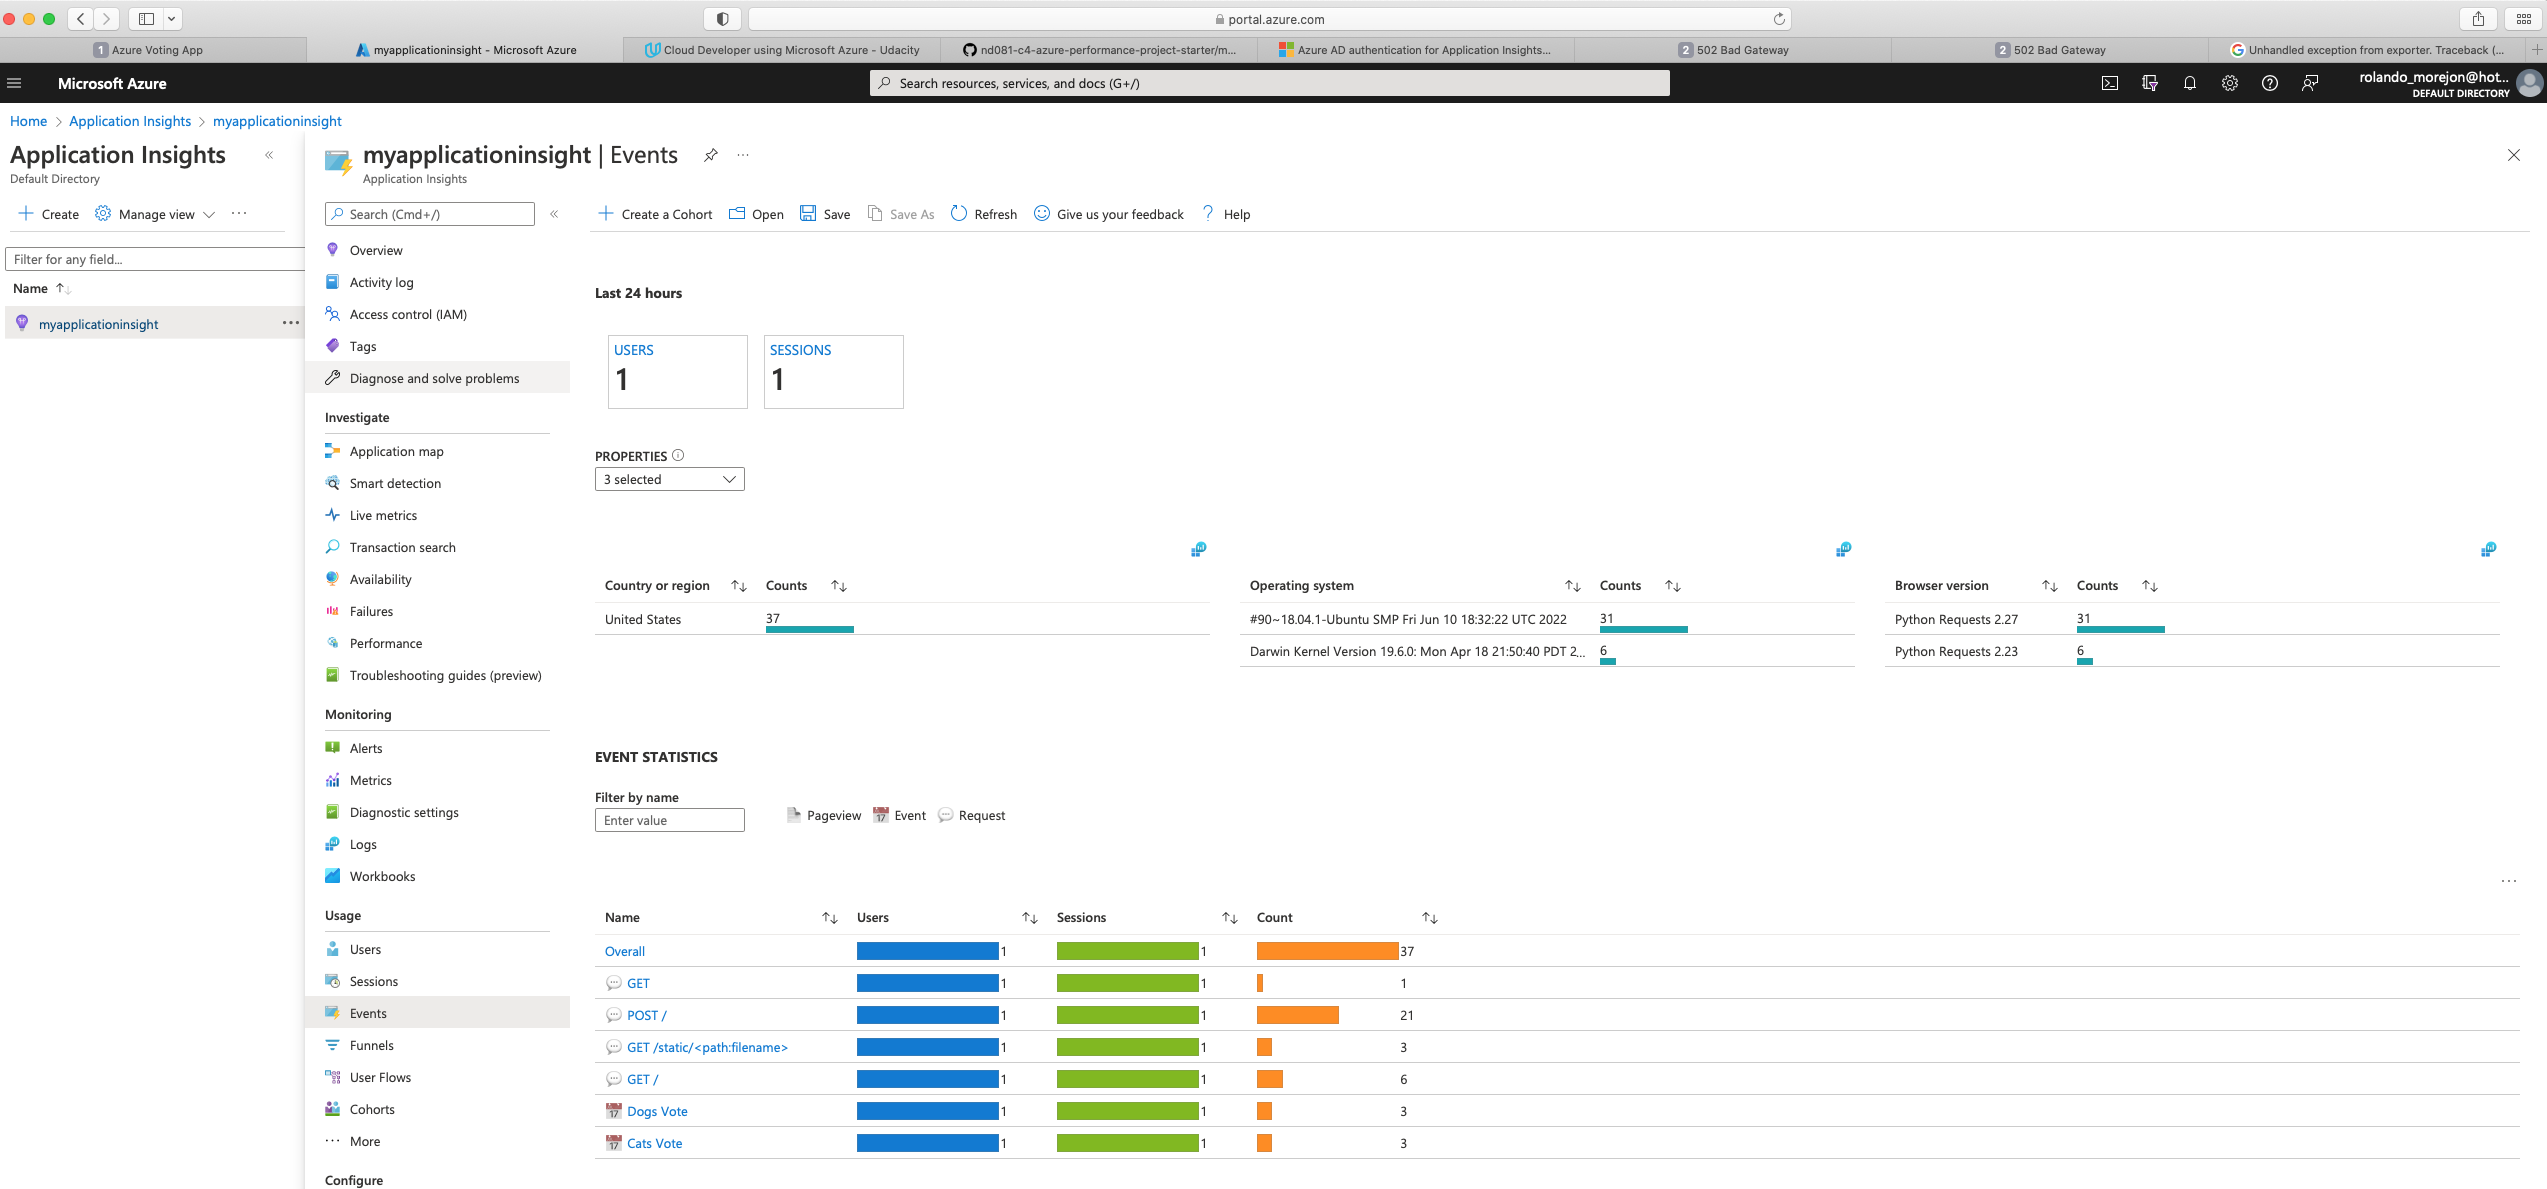 portal.azure.com
1 Azure Voting App
myapplicationinsight - Microsoft Azure
Cloud Developer using Microsoft Azure - Udacity
nd081-c4-azure-performance-project-starter/m...
Azure AD authentication for Application Insights...
2 502 Bad Gateway
2 502 Bad Gateway
Unhandled exception from exporter. Traceback (...
Microsoft Azure
Search resources, services, and docs (G+/)
rolando_morejon@hot...
DEFAULT DIRECTORY
Home > Application Insights > myapplicationinsight
Application Insights
Default Directory
Create
Manage view
Filter for any field...
Name
myapplicationinsight
myapplicationinsight | Events
Application Insights
Search (Cmd+/)
Overview
Activity log
Access control (IAM)
Tags
Diagnose and solve problems
Investigate
Application map
Smart detection
Live metrics
Transaction search
Availability
Failures
Performance
Troubleshooting guides (preview)
Monitoring
Alerts
Metrics
Diagnostic settings
Logs
Workbooks
Usage
Users
Sessions
Events
Funnels
User Flows
Cohorts
More
Configure
Create a Cohort
Open
Save
Save As
Refresh
Give us your feedback
Help
Last 24 hours
USERS
1
SESSIONS
1
PROPERTIES
3 selected
Country or region Counts
United States 37
Operating system Counts
#90~18.04.1-Ubuntu SMP Fri Jun 10 18:32:22 UTC 2022 31
Darwin Kernel Version 19.6.0: Mon Apr 18 21:50:40 PDT 2... 6
Browser version Counts
Python Requests 2.27 31
Python Requests 2.23 6
EVENT STATISTICS
Filter by name
Enter value
Pageview
17 Event
Request
Name Users Sessions Count
Overall 1 1 37
GET 1 1 1
POST / 1 1 21
GET /static/<path:filename> 1 1 3
GET / 1 1 6
17 Dogs Vote 1 1 3
17 Cats Vote 1 1 3